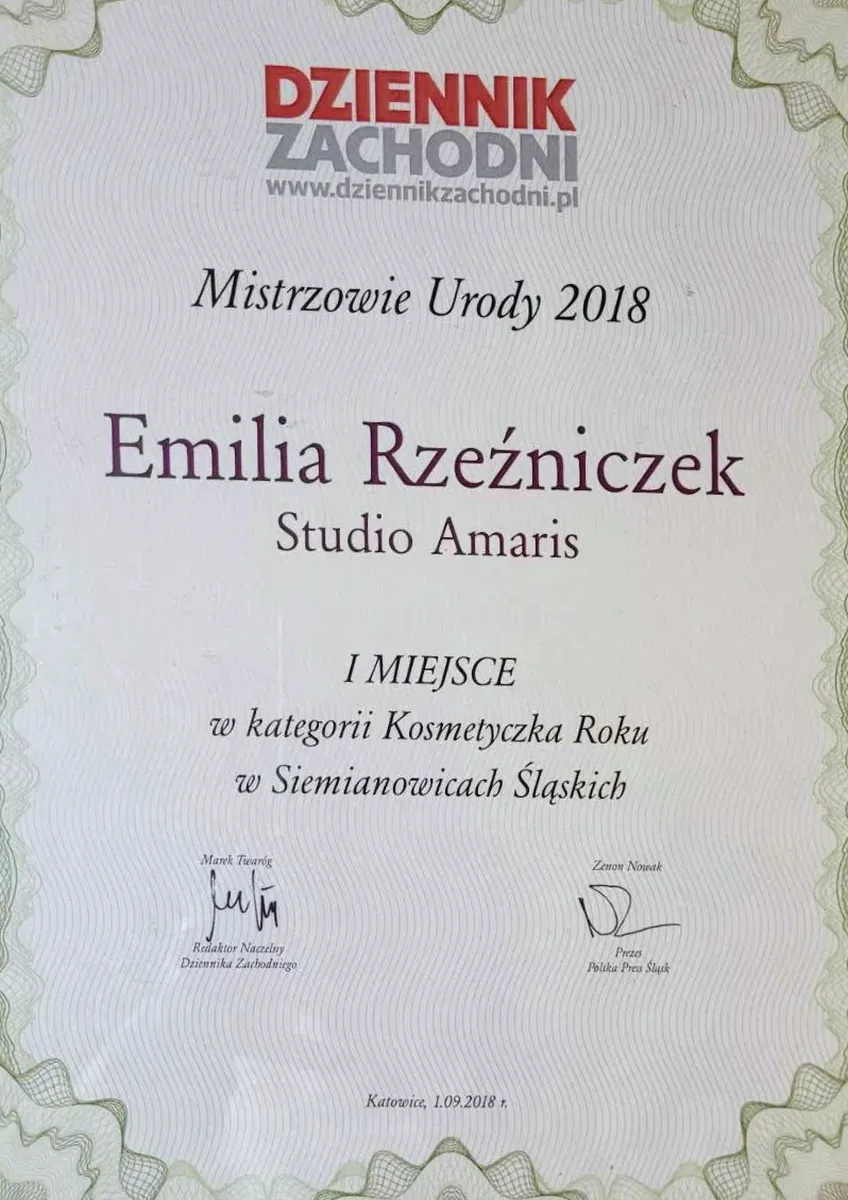 DZIENNIK
ZACHODNI
www.dziennikzachodni.pl
Mistrzowie Urody 2018
Emilia Rzeźniczek
Studio Amaris
I MIEJSCE
w kategorii Kosmetyczka Roku
w Siemianowicach Śląskich
Marek Twaróg
Redaktor Naczelny
Dziennika Zachodniego
Zenon Nowak
Prezes
Polska Press Śląsk
Katowice, 1.09.2018 r.